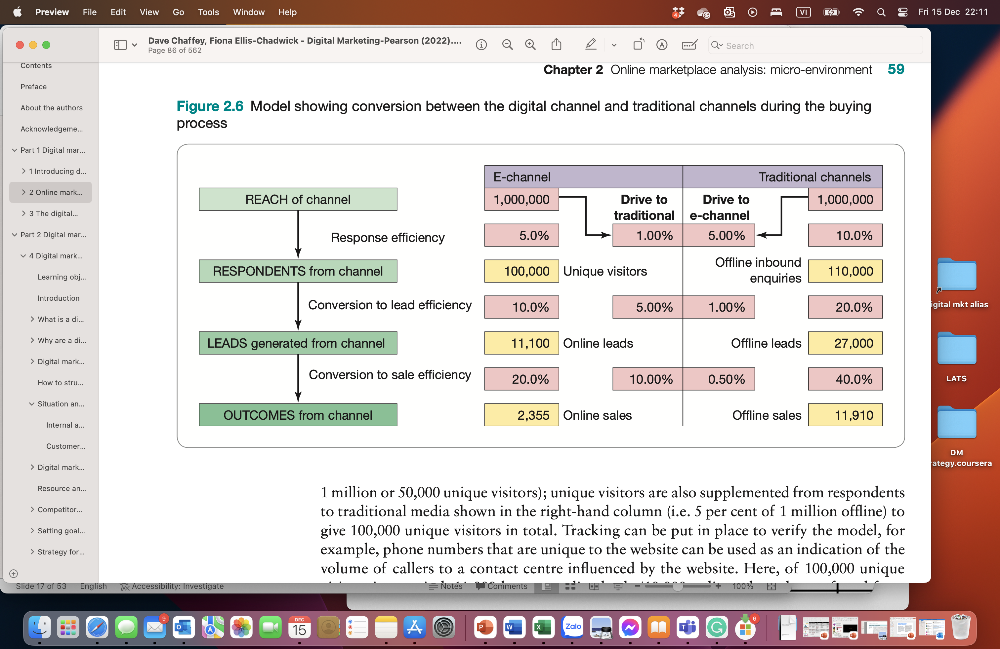 Preview File Edit View Go Tools Window Help
4
VI
Fri 15 Dec 22:11
Dave Chaffey, Fiona Ellis-Chadwick - Digital Marketing-Pearson (2022)....
Page 86 of 562
Search
Contents
Preface
About the authors
Acknowledgeme...
Part 1 Digital mar...
1 Introducing d...
2 Online mark...
3 The digital...
Part 2 Digital mar...
4 Digital mark...
Learning obj...
Introduction
What is a di...
Why are a di...
Digital mark...
How to stru...
Situation an...
Internal a...
Customer...
Digital mark...
Resource an...
Competitor...
Setting goal...
Strategy for...
Chapter 2 Online marketplace analysis: micro-environment 59
Figure 2.6 Model showing conversion between the digital channel and traditional channels during the buying
process
E-channel Traditional channels
REACH of channel 1,000,000 Drive to traditional Drive to e-channel 1,000,000
Response efficiency 5.0% 1.00% 5.00% 10.0%
RESPONDENTS from channel 100,000 Unique visitors Offline inbound enquiries 110,000
Conversion to lead efficiency 10.0% 5.00% 1.00% 20.0%
LEADS generated from channel 11,100 Online leads Offline leads 27,000
Conversion to sale efficiency 20.0% 10.00% 0.50% 40.0%
OUTCOMES from channel 2,355 Online sales Offline sales 11,910
1 million or 50,000 unique visitors); unique visitors are also supplemented from respondents
to traditional media shown in the right-hand column (i.e. 5 per cent of 1 million offline) to
give 100,000 unique visitors in total. Tracking can be put in place to verify the model, for
example, phone numbers that are unique to the website can be used as an indication of the
volume of callers to a contact centre influenced by the website. Here, of 100,000 unique
igital mkt alias
LATS
DM
rategy.coursera
Slide 17 of 53 English Accessibility: Investigate Notes Comments 100%
9
DEC
15
Zalo
6